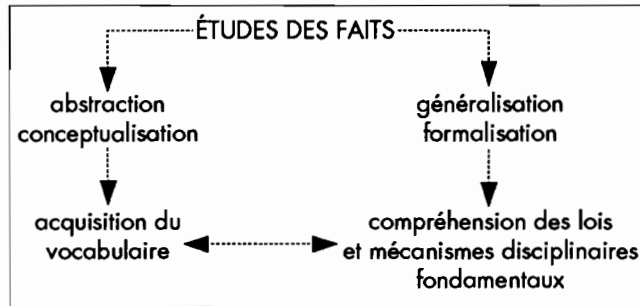 ÉTUDES DES FAITS
abstraction
conceptualisation
généralisation
formalisation
acquisition du
vocabulaire
compréhension des lois
et mécanismes disciplinaires
fondamentaux